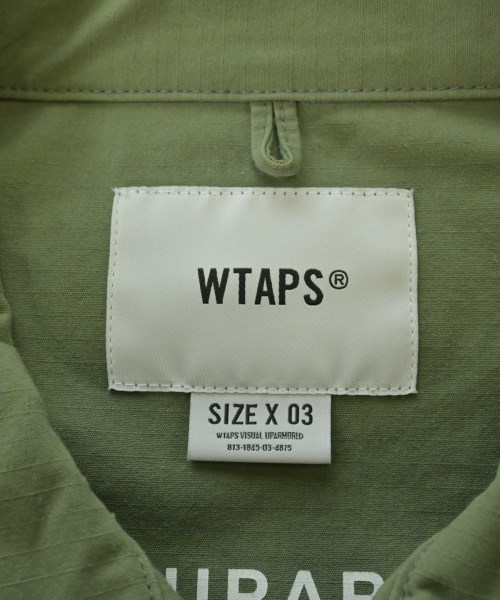 WTAPS®
SIZE X 03
WTAPS VISUAL UPARMORED
813-1845-03-4875